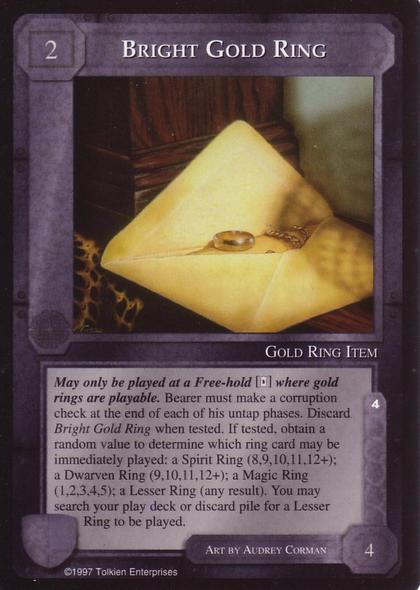 2
Bright Gold Ring
Gold Ring Item
May only be played at a Free-hold [] where gold
rings are playable. Bearer must make a corruption
check at the end of each of his untap phases. Discard
Bright Gold Ring when tested. If tested, obtain a
random value to determine which ring card may be
immediately played: a Spirit Ring (8,9,10,11,12+);
a Dwarven Ring (9,10,11,12+); a Magic Ring
(1,2,3,4,5); a Lesser Ring (any result). You may
search your play deck or discard pile for a Lesser
Ring to be played.
4
Art by Audrey Corman
4
©1997 Tolkien Enterprises